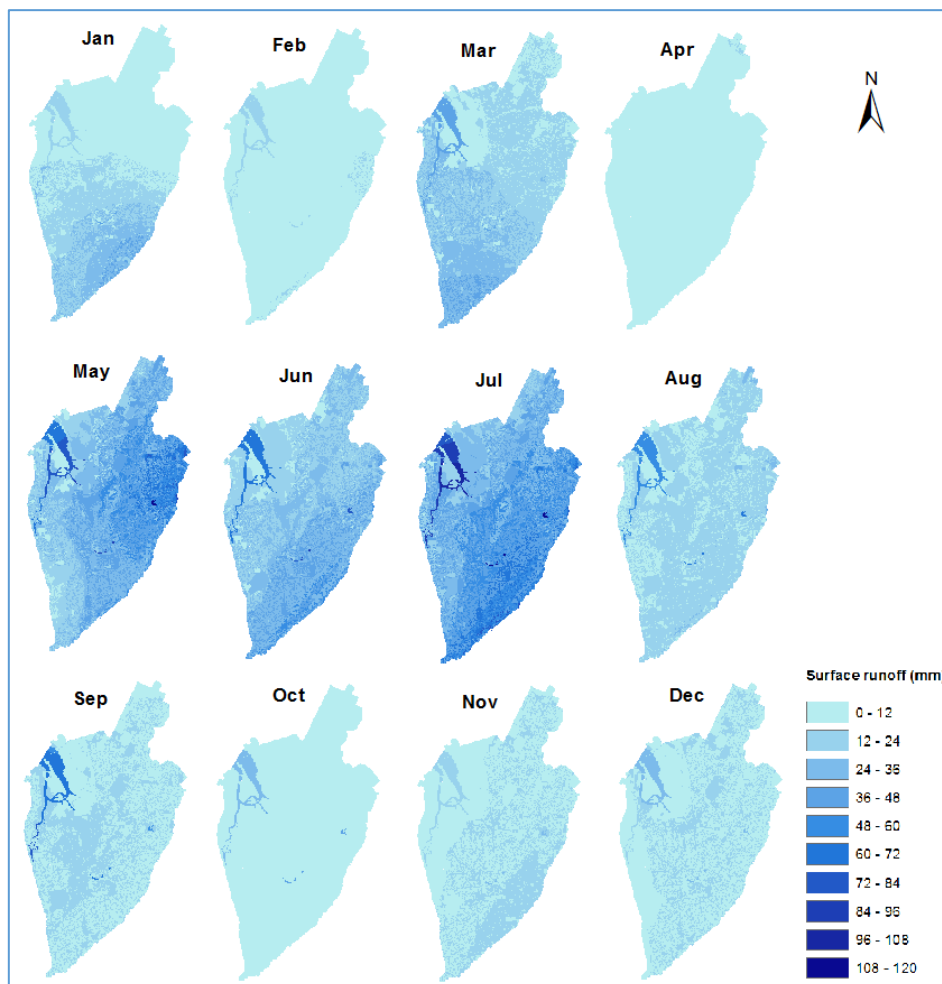 Jan
Feb
Mar
Apr
N
May
Jun
Jul
Aug
Sep
Oct
Nov
Dec
Surface runoff (mm)
0 - 12
12 - 24
24 - 36
36 - 48
48 - 60
60 - 72
72 - 84
84 - 96
96 - 108
108 - 120